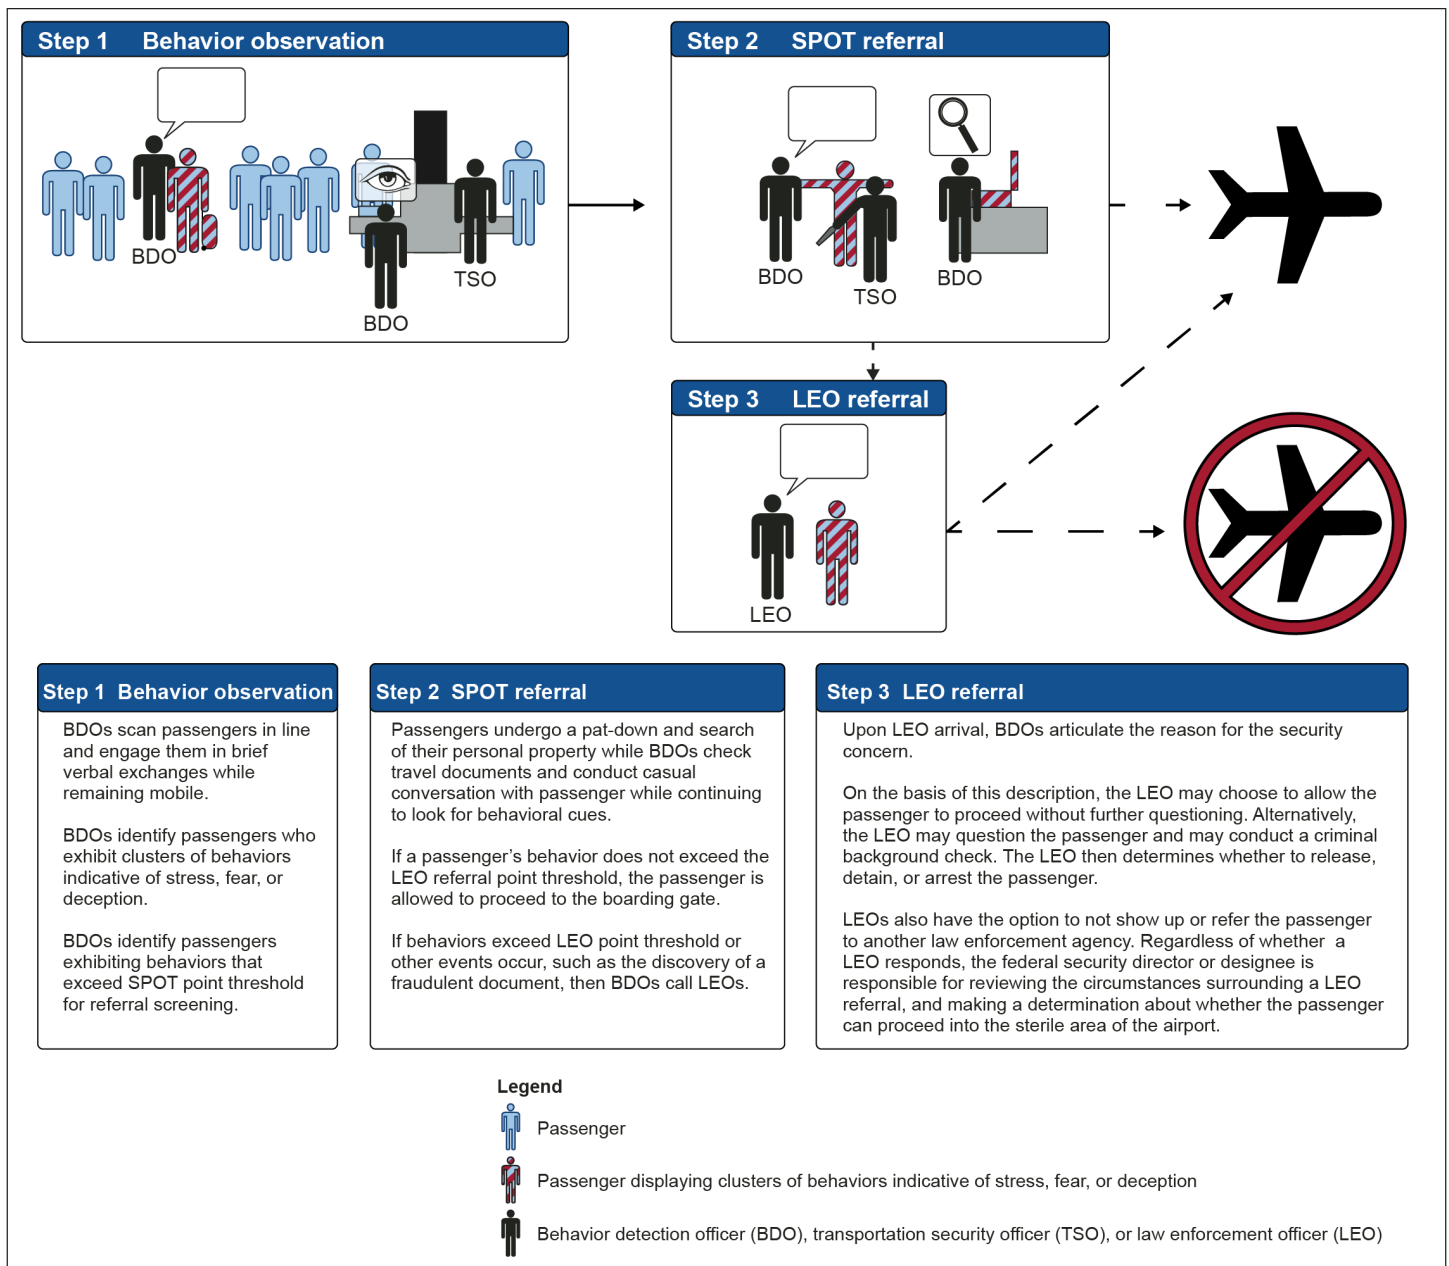 Step 1 Behavior observation
BDO
BDO
TSO
Step 2 SPOT referral
BDO
TSO
BDO
Step 3 LEO referral
LEO
Step 1 Behavior observation
BDOs scan passengers in line
and engage them in brief
verbal exchanges while
remaining mobile.
BDOs identify passengers who
exhibit clusters of behaviors
indicative of stress, fear, or
deception.
BDOs identify passengers
exhibiting behaviors that
exceed SPOT point threshold
for referral screening.
Step 2 SPOT referral
Passengers undergo a pat-down and search
of their personal property while BDOs check
travel documents and conduct casual
conversation with passenger while continuing
to look for behavioral cues.
If a passenger’s behavior does not exceed the
LEO referral point threshold, the passenger is
allowed to proceed to the boarding gate.
If behaviors exceed LEO point threshold or
other events occur, such as the discovery of a
fraudulent document, then BDOs call LEOs.
Step 3 LEO referral
Upon LEO arrival, BDOs articulate the reason for the security
concern.
On the basis of this description, the LEO may choose to allow the
passenger to proceed without further questioning. Alternatively,
the LEO may question the passenger and may conduct a criminal
background check. The LEO then determines whether to release,
detain, or arrest the passenger.
LEOs also have the option to not show up or refer the passenger
to another law enforcement agency. Regardless of whether a
LEO responds, the federal security director or designee is
responsible for reviewing the circumstances surrounding a LEO
referral, and making a determination about whether the passenger
can proceed into the sterile area of the airport.
Legend
Passenger
Passenger displaying clusters of behaviors indicative of stress, fear, or deception
Behavior detection officer (BDO), transportation security officer (TSO), or law enforcement officer (LEO)